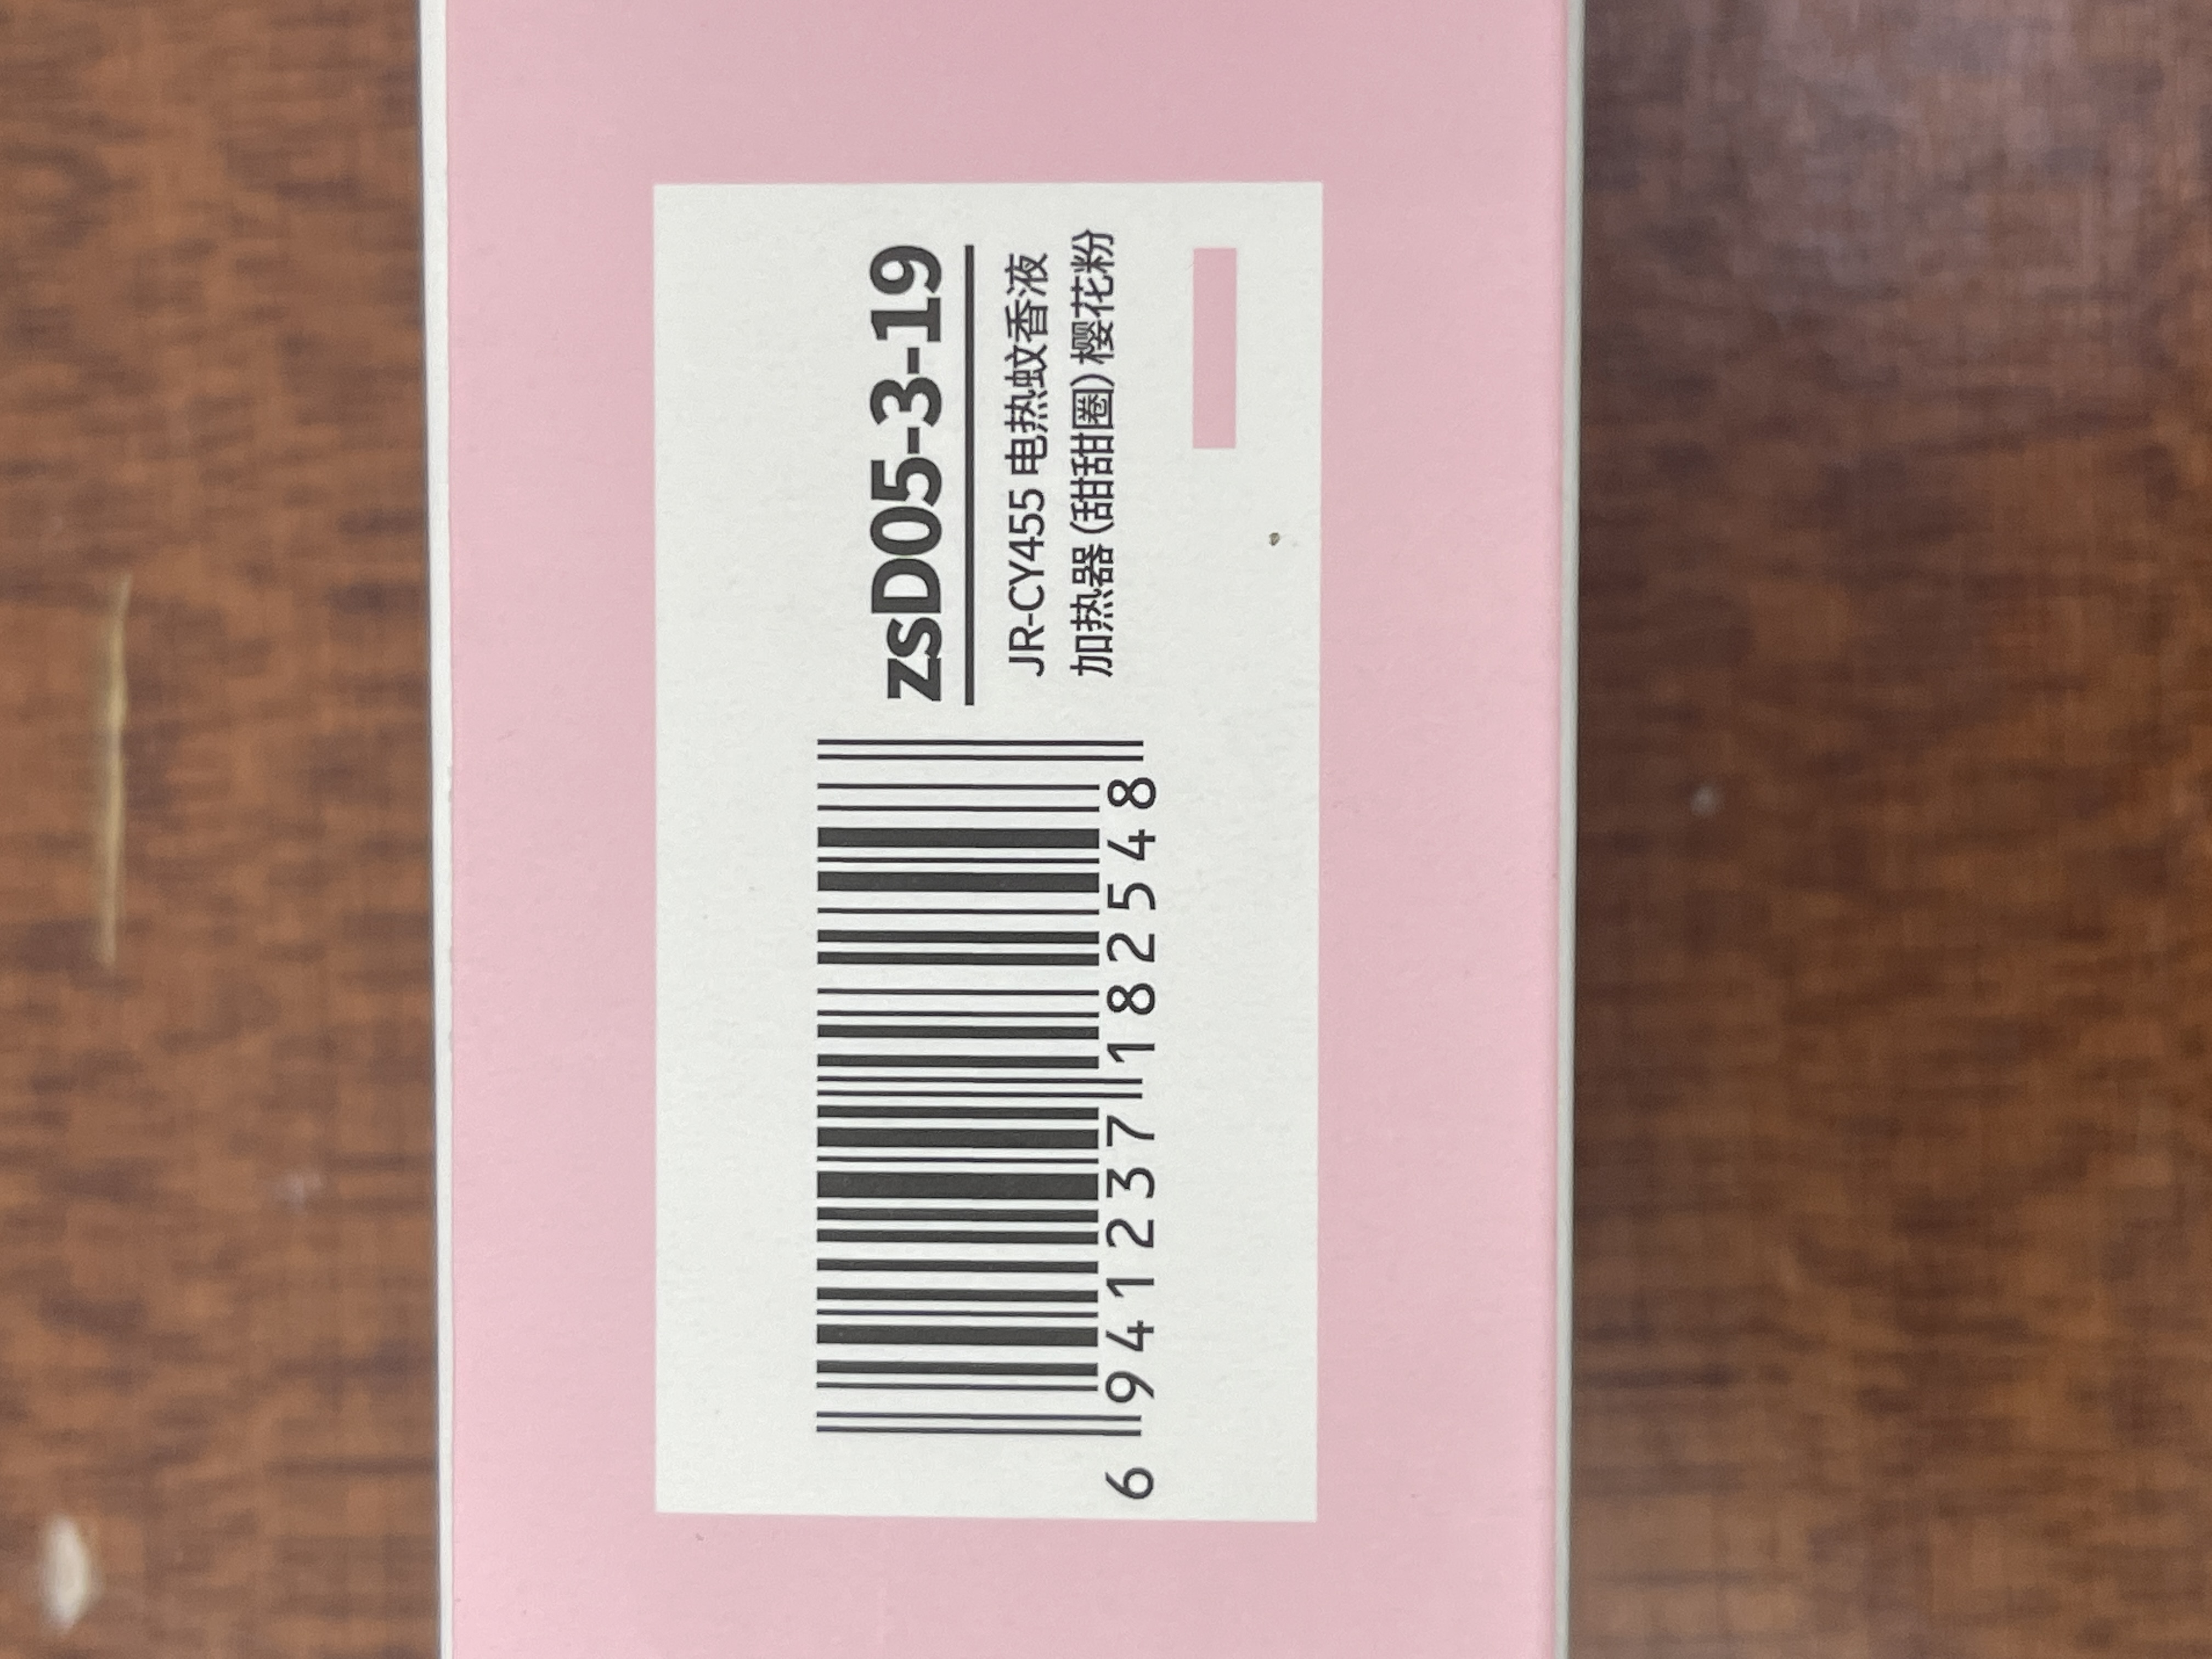 zsD05-3-19
JR-CY455 电热蚊香液
加热器(甜甜圈)樱花粉
6 941237 182548